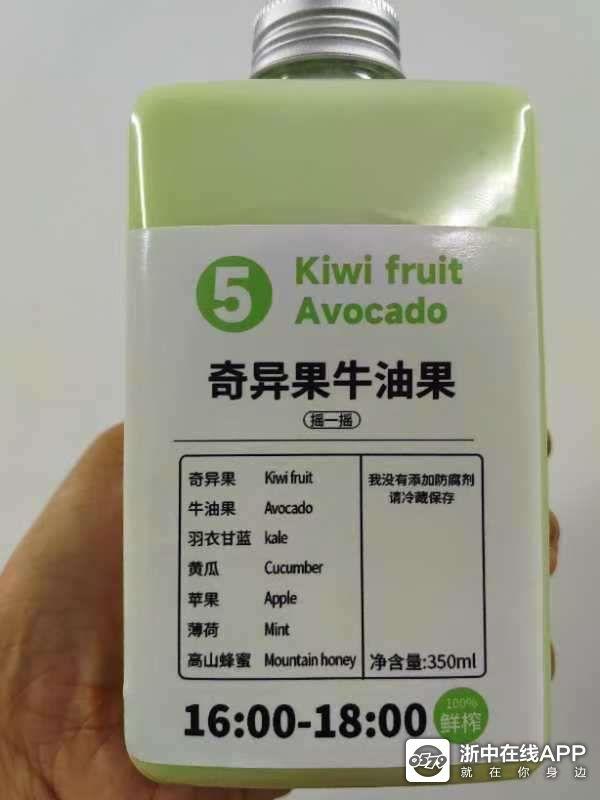 5
Kiwi fruit
Avocado
奇异果牛油果
摇一摇
奇异果 Kiwi fruit
牛油果 Avocado
羽衣甘蓝 kale
黄瓜 Cucumber
苹果 Apple
薄荷 Mint
高山蜂蜜 Mountain honey
我没有添加防腐剂
请冷藏保存
净含量:350ml
16:00-18:00
100%
鲜榨
0579
浙中在线APP
就在你身边